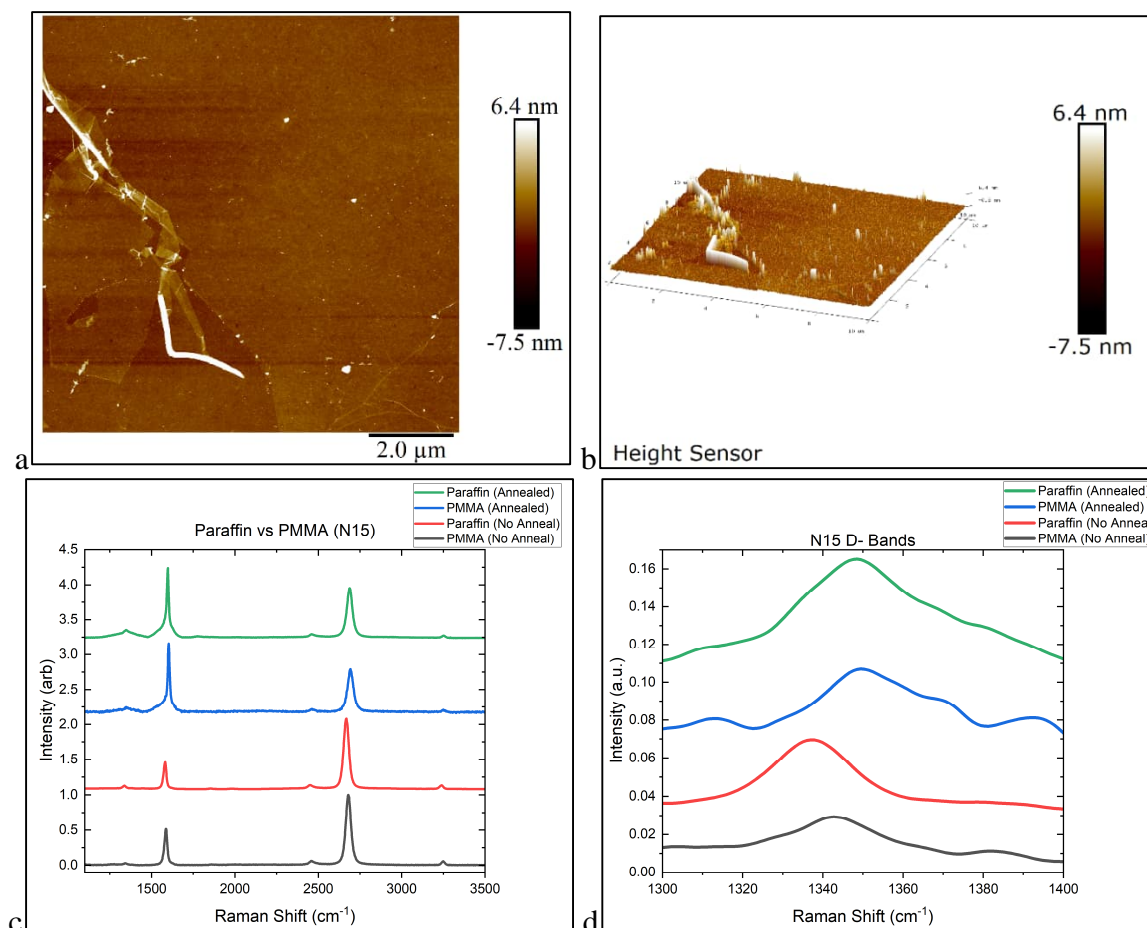 6.4 nm
-7.5 nm
2.0 µm
a
6.4 nm
-7.5 nm
Height Sensor
b
Paraffin (Annealed)
PMMA (Annealed)
Paraffin (No Anneal)
PMMA (No Anneal)
Paraffin vs PMMA (N15)
4.5
4.0
3.5
3.0
2.5
2.0
1.5
1.0
0.5
0.0
Intensity (arb)
1500 2000 2500 3000 3500
Raman Shift (cm⁻¹)
c
Paraffin (Annealed)
PMMA (Annealed)
Paraffin (No Anneal)
PMMA (No Anneal)
N15 D- Bands
0.16
0.14
0.12
0.10
0.08
0.06
0.04
0.02
0.00
Intensity (a.u.)
1300 1320 1340 1360 1380 1400
Raman Shift (cm⁻¹)
d